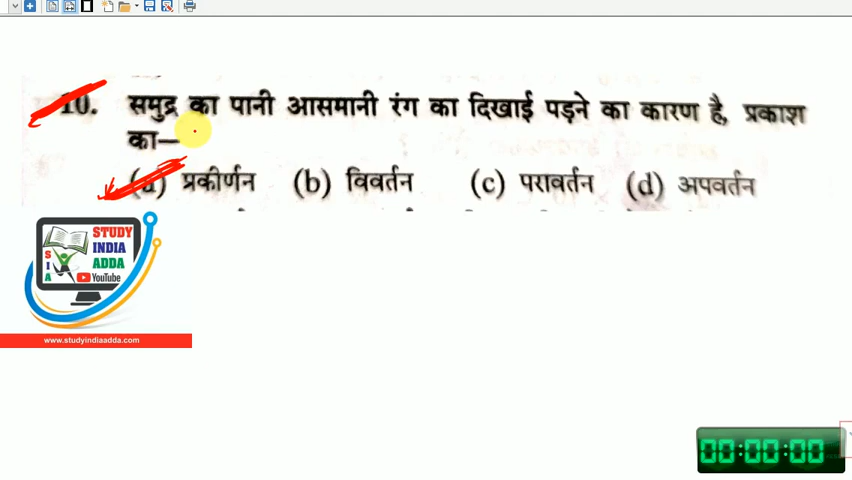 10. समुद्र का पानी आसमानी रंग का दिखाई पड़ने का कारण है, प्रकाश
का—
(a) प्रकीर्णन (b) विवर्तन (c) परावर्तन (d) अपवर्तन
STUDY
INDIA
ADDA
SIA
YouTube
www.studyindiaadda.com
00:00:00